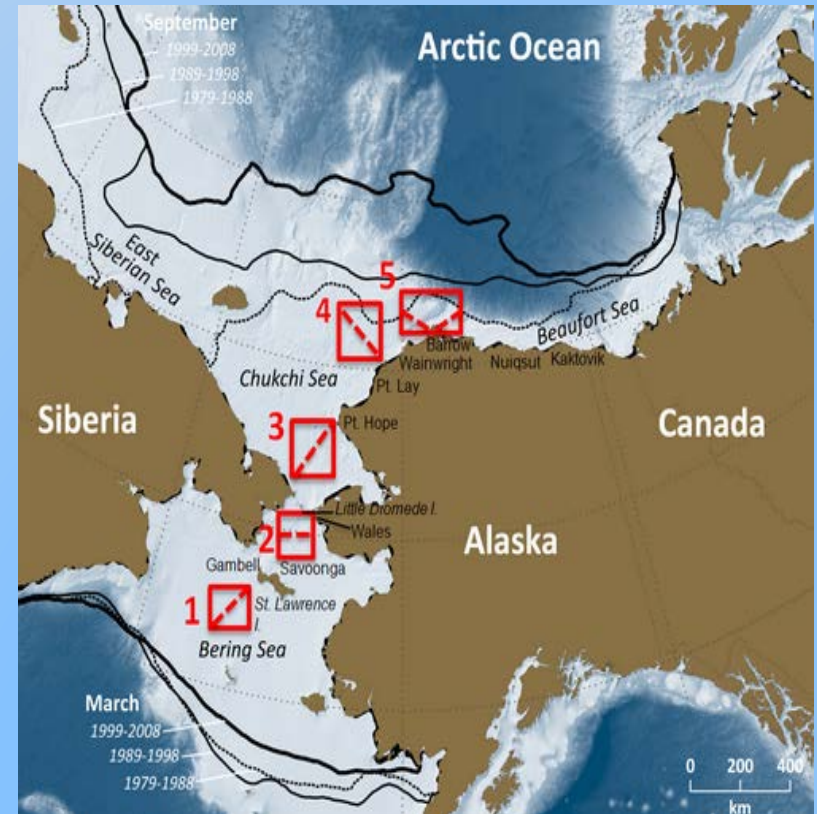 September
1999-2008
1989-1998
1979-1988
Arctic Ocean
East
Siberian Sea
5
4
Beaufort Sea
Barrow
Wainwright
Nuiqsut
Kaktovik
Chukchi Sea
Pt. Lay
Siberia
3
Pt. Hope
Canada
Little Diomede I.
2
Wales
Alaska
Gambell
Savoonga
1
St. Lawrence
I.
Bering Sea
March
1999-2008
1989-1998
1979-1988
0 200 400
km